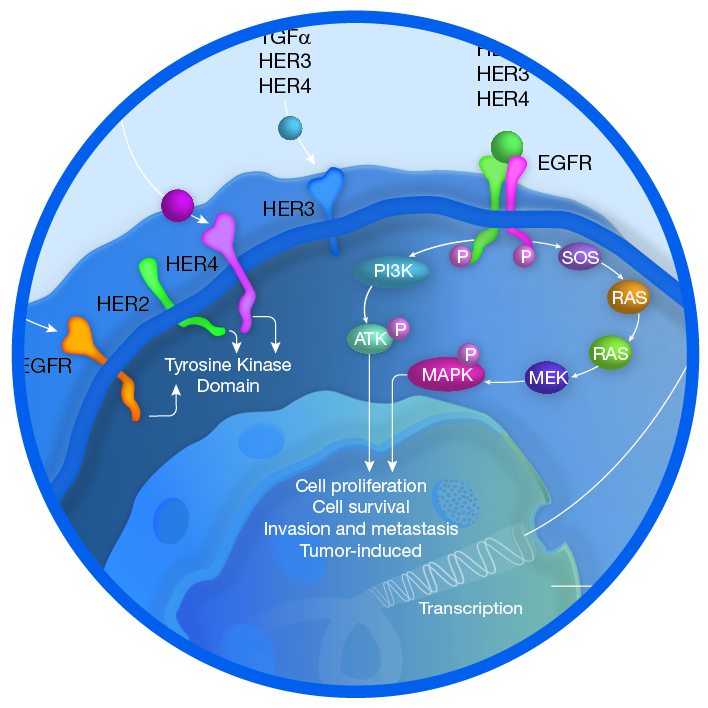 TGFα
HER3
HER4
HER3
HER4
EGFR
HER3
HER4
HER2
EGFR
Tyrosine Kinase
Domain
P
P
PI3K
SOS
RAS
ATK
P
RAS
P
MAPK
MEK
Cell proliferation
Cell survival
Invasion and metastasis
Tumor-induced
Transcription